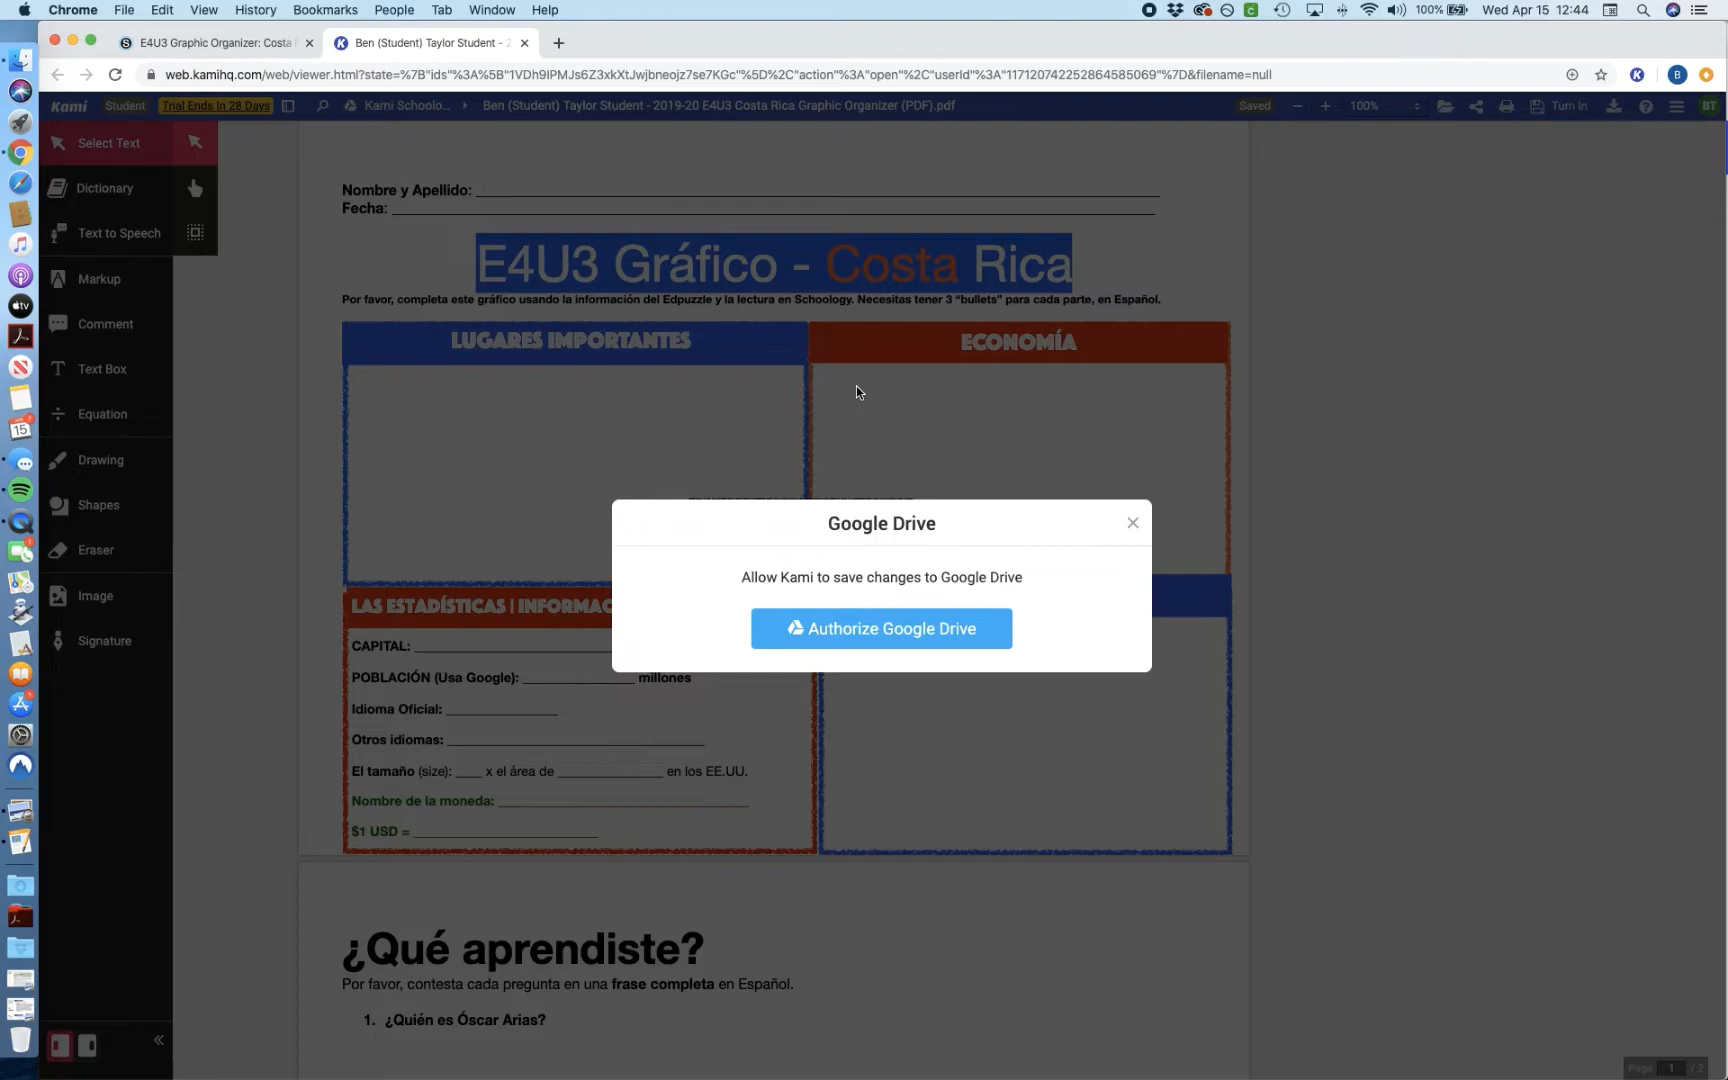 Chrome File Edit View History Bookmarks People Tab Window Help 100% Wed Apr 15 12:44
E4U3 Graphic Organizer: Costa Ben (Student) Taylor Student - 2
web.kamihq.com/web/viewer.html?state=%7B"ids"%3A%5B"1VDh9IPMJs6Z3xkXtJwjbneojz7se7KGc"%5D%2C"action"%3A"open"%2C"userId"%3A"117120742252864585069"%7D&filename=null
Kami Student Trial Ends In 28 Days Kami Schoolo... Ben (Student) Taylor Student - 2019-20 E4U3 Costa Rica Graphic Organizer (PDF).pdf Saved 100% Turn In BT
Select Text
Dictionary
Text to Speech
Markup
Comment
Text Box
Equation
Drawing
Shapes
Eraser
Image
Signature
Nombre y Apellido:
Fecha:
E4U3 Gráfico - Costa Rica
Por favor, completa este gráfico usando la información del Edpuzzle y la lectura en Schoology. Necesitas tener 3 “bullets” para cada parte, en Español.
LUGARES IMPORTANTES ECONOMÍA
Google Drive
Allow Kami to save changes to Google Drive
Authorize Google Drive
LAS ESTADÍSTICAS | INFORMAC
CAPITAL:
POBLACIÓN (Usa Google): millones
Idioma Oficial:
Otros idiomas:
El tamaño (size): ____ x el área de ____ en los EE.UU.
Nombre de la moneda:
$1 USD =
¿Qué aprendiste?
Por favor, contesta cada pregunta en una frase completa en Español.
1. ¿Quién es Óscar Arias?
Page 1 / 2